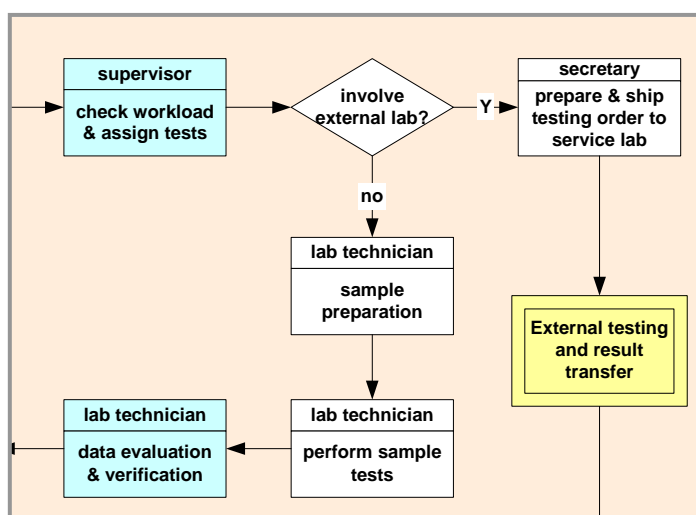 supervisor
check workload
& assign tests
involve
external lab?
Y
secretary
prepare & ship
testing order to
service lab
no
lab technician
sample
preparation
External testing
and result
transfer
lab technician
data evaluation
& verification
lab technician
perform sample
tests